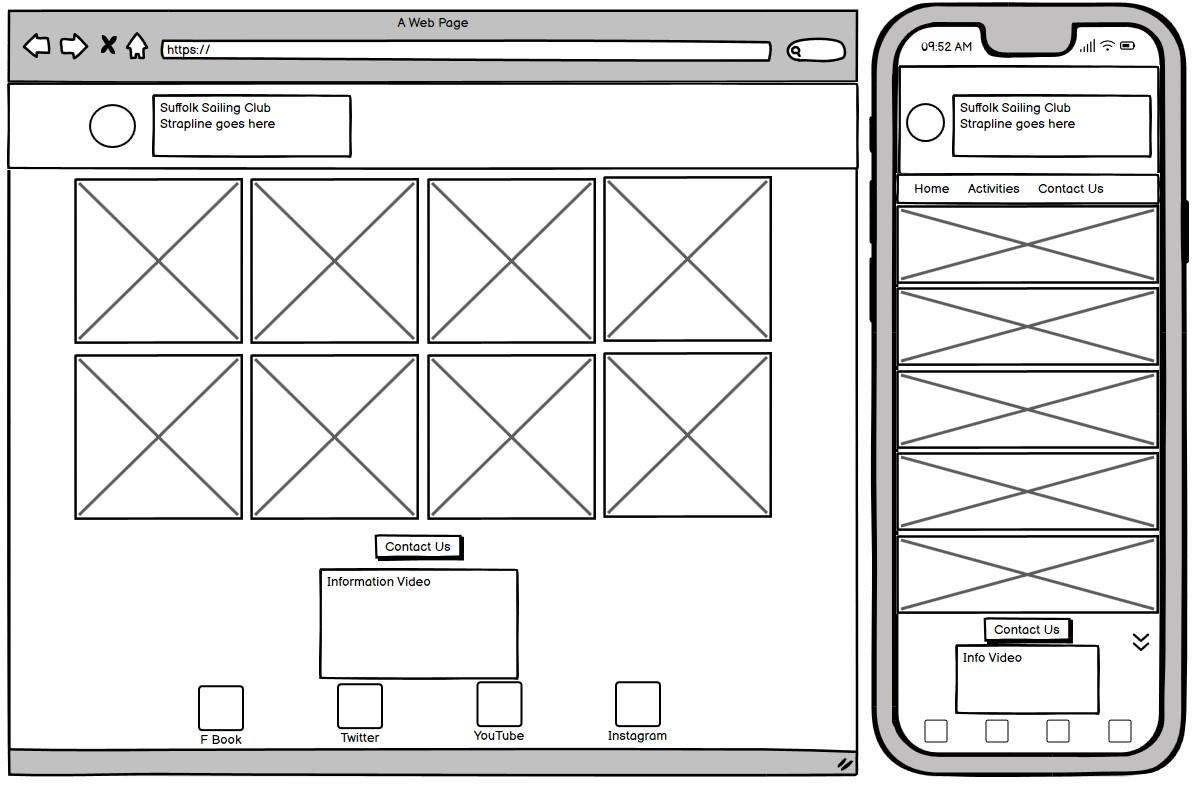 A Web Page
https://
Suffolk Sailing Club
Strapline goes here
Contact Us
Information Video
F Book
Twitter
YouTube
Instagram
09:52 AM
Suffolk Sailing Club
Strapline goes here
Home Activities Contact Us
Contact Us
Info Video